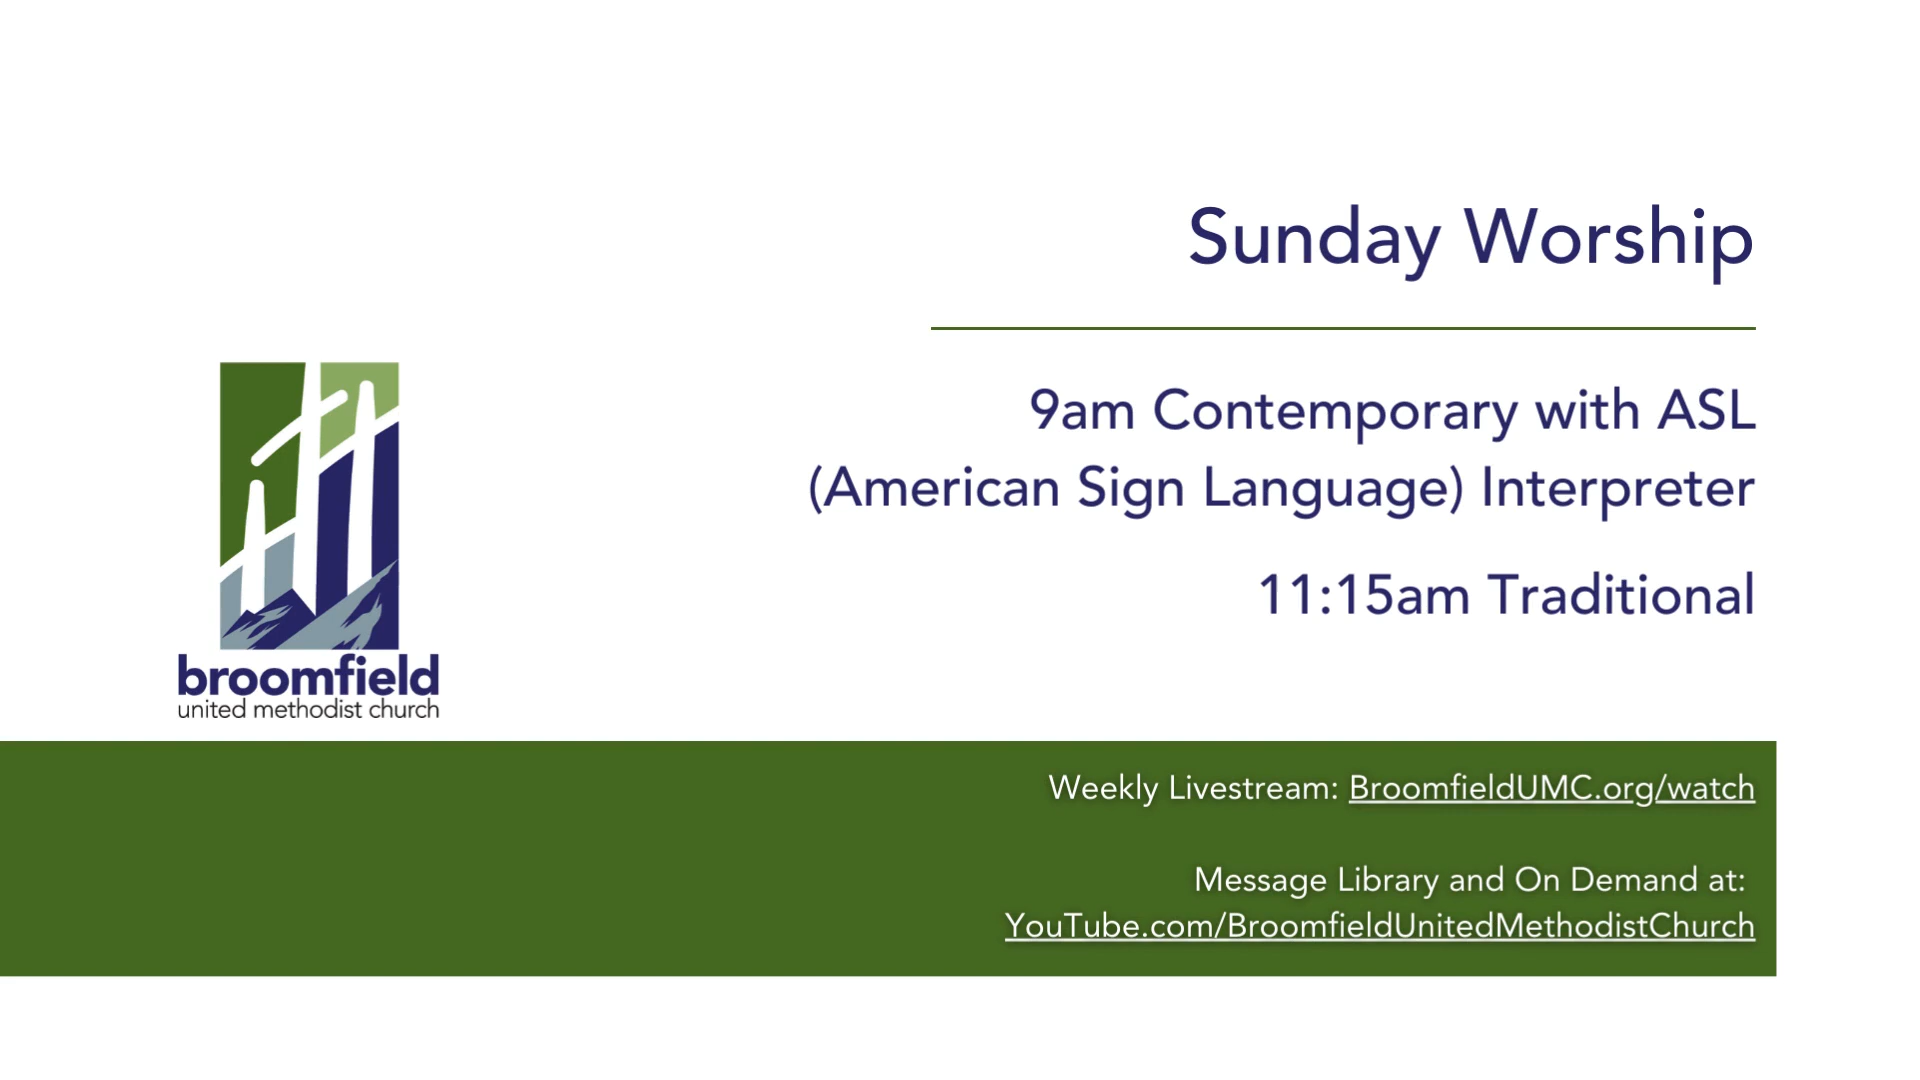 Sunday Worship
9am Contemporary with ASL
(American Sign Language) Interpreter
11:15am Traditional
broomfield
united methodist church
Weekly Livestream: BroomfieldUMC.org/watch
Message Library and On Demand at:
YouTube.com/BroomfieldUnitedMethodistChurch